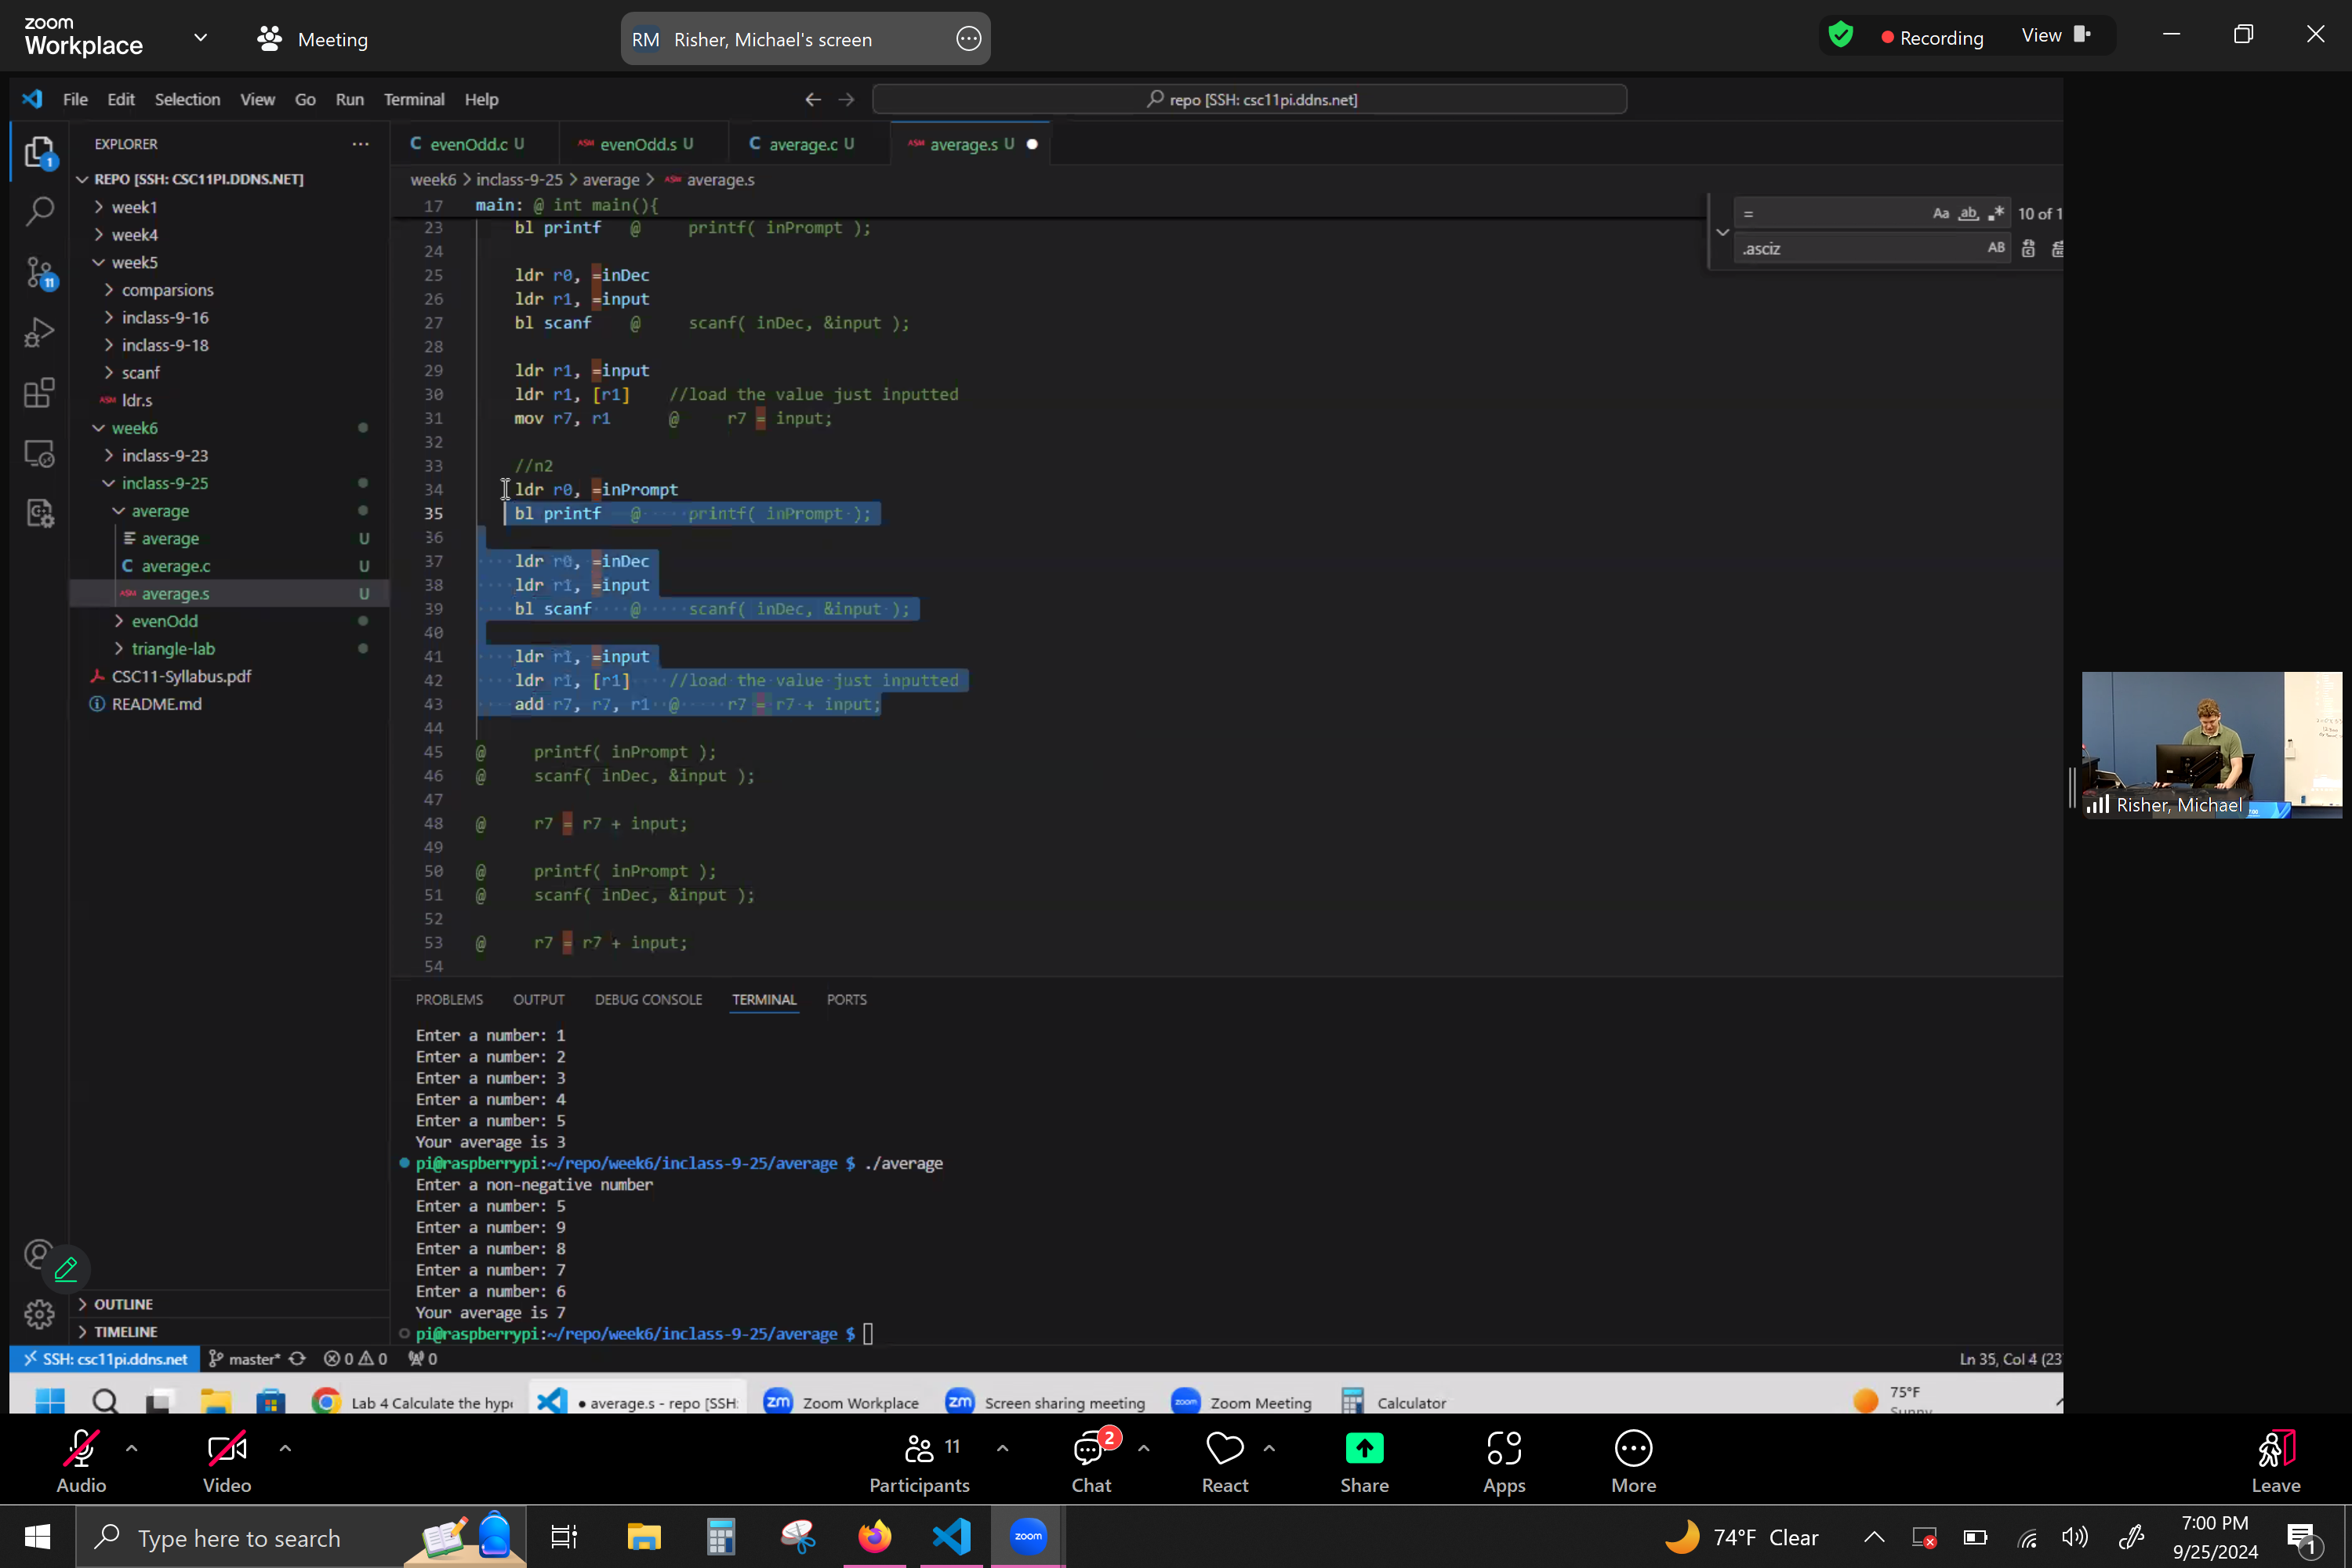 zoom
Workplace
Meeting
RM Risher, Michael's screen
Recording
View
File Edit Selection View Go Run Terminal Help
repo [SSH: csc11pi.ddns.net]
EXPLORER
REPO [SSH: CSC11PI.DDNS.NET]
week1
week4
week5
comparsions
inclass-9-16
inclass-9-18
scanf
ASM ldr.s
week6
inclass-9-23
inclass-9-25
average
average U
C average.c U
ASM average.s U
evenOdd
triangle-lab
CSC11-Syllabus.pdf
README.md
OUTLINE
TIMELINE
1
11
C evenOdd.c U
ASM evenOdd.s U
C average.c U
ASM average.s U
week6 > inclass-9-25 > average > ASM average.s
= Aa ab 10 of 1
.asciz AB
17 main: @ int main(){
23 bl printf @ printf( inPrompt );
24
25 ldr r0, =inDec
26 ldr r1, =input
27 bl scanf @ scanf( inDec, &input );
28
29 ldr r1, =input
30 ldr r1, [r1] //load the value just inputted
31 mov r7, r1 @ r7 = input;
32
33 //n2
34 ldr r0, =inPrompt
35 bl printf @ printf( inPrompt );
36
37 ldr r0, =inDec
38 ldr r1, =input
39 bl scanf @ scanf( inDec, &input );
40
41 ldr r1, =input
42 ldr r1, [r1] //load the value just inputted
43 add r7, r7, r1 @ r7 = r7 + input;
44
45 @ printf( inPrompt );
46 @ scanf( inDec, &input );
47
48 @ r7 = r7 + input;
49
50 @ printf( inPrompt );
51 @ scanf( inDec, &input );
52
53 @ r7 = r7 + input;
54
PROBLEMS OUTPUT DEBUG CONSOLE TERMINAL PORTS
Enter a number: 1
Enter a number: 2
Enter a number: 3
Enter a number: 4
Enter a number: 5
Your average is 3
pi@raspberrypi:~/repo/week6/inclass-9-25/average $ ./average
Enter a non-negative number
Enter a number: 5
Enter a number: 9
Enter a number: 8
Enter a number: 7
Enter a number: 6
Your average is 7
pi@raspberrypi:~/repo/week6/inclass-9-25/average $
SSH: csc11pi.ddns.net master* 0 0 0
Ln 35, Col 4 (23
Risher, Michael
Lab 4 Calculate the hyp
average.s - repo [SSH:
zm Zoom Workplace
zm Screen sharing meeting
zoom Zoom Meeting
Calculator
75°F
Sunny
Audio
Video
Participants 11
Chat 2
React
Share
Apps
More
Leave
Type here to search
zoom
74°F Clear
7:00 PM
9/25/2024
1